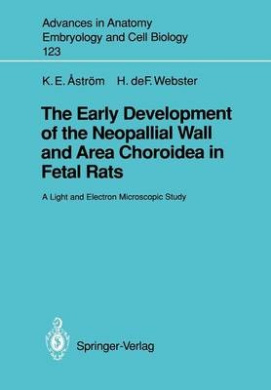 Advances in Anatomy
Embryology and Cell Biology
123
K. E. Åström H. deF. Webster
The Early Development
of the Neopallial Wall
and Area Choroidea in
Fetal Rats
A Light and Electron Microscopic Study
Springer-Verlag